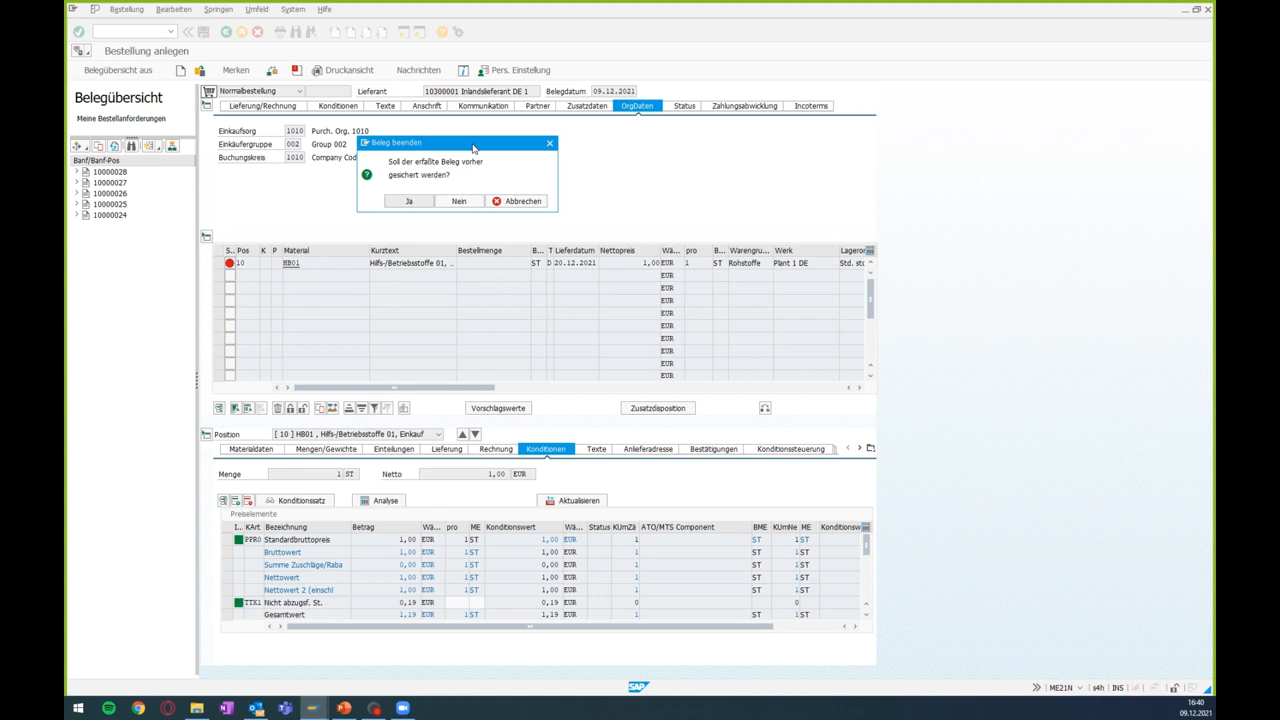 Bestellung Bearbeiten Springen Umfeld System Hilfe
Bestellung anlegen
Belegübersicht aus Merken Druckansicht Nachrichten Pers. Einstellung
Belegübersicht
Meine Bestellanforderungen
Banf/Banf-Pos
10000028
10000027
10000026
10000025
10000024
Normalbestellung Lieferant 10300001 Inlandslieferant DE 1 Belegdatum 09.12.2021
Lieferung/Rechnung Konditionen Texte Anschrift Kommunikation Partner Zusatzdaten OrgDaten Status Zahlungsabwicklung Incoterms
Einkaufsorg 1010 Purch. Org. 1010
Einkäufergruppe 002 Group 002
Buchungskreis 1010 Company Cod
Beleg beenden
Soll der erfaßte Beleg vorher
gesichert werden?
Ja Nein Abbrechen
S.. Pos K P Material Kurztext Bestellmenge B... T Lieferdatum Nettopreis Wä... pro B... Warengru... Werk Lageror
10 HB01 Hilfs-/Betriebsstoffe 01, .. ST D 20.12.2021 1,00 EUR 1 ST Rohstoffe Plant 1 DE Std. sto
EUR
EUR
EUR
EUR
EUR
EUR
EUR
EUR
EUR
Vorschlagswerte Zusatzdisposition
Position [ 10 ] HB01 , Hilfs-/Betriebsstoffe 01, Einkauf
Materialdaten Mengen/Gewichte Einteilungen Lieferung Rechnung Konditionen Texte Anlieferadresse Bestätigungen Konditionssteuerung
Menge 1 ST Netto 1,00 EUR
Konditionssatz Analyse Aktualisieren
Preiselemente
I.. KArt Bezeichnung Betrag Wä... pro ME Konditionswert Wä... Status KUmZä ATO/MTS Component BME KUmNe ME Konditionsw
PPR0 Standardbruttopreis 1,00 EUR 1 ST 1,00 EUR 1 ST 1 ST
Bruttowert 1,00 EUR 1 ST 1,00 EUR 1 ST 1 ST
Summe Zuschläge/Raba 0,00 EUR 1 ST 0,00 EUR 1 ST 1 ST
Nettowert 1,00 EUR 1 ST 1,00 EUR 1 ST 1 ST
Nettowert 2 (einschl 1,00 EUR 1 ST 1,00 EUR 1 ST 1 ST
TTX1 Nicht abzugsf. St. 0,19 EUR 0,19 EUR 0 0
Gesamtwert 1,19 EUR 1 ST 1,19 EUR 1 ST 1 ST
SAP ME21N s4h INS
16:40
09.12.2021